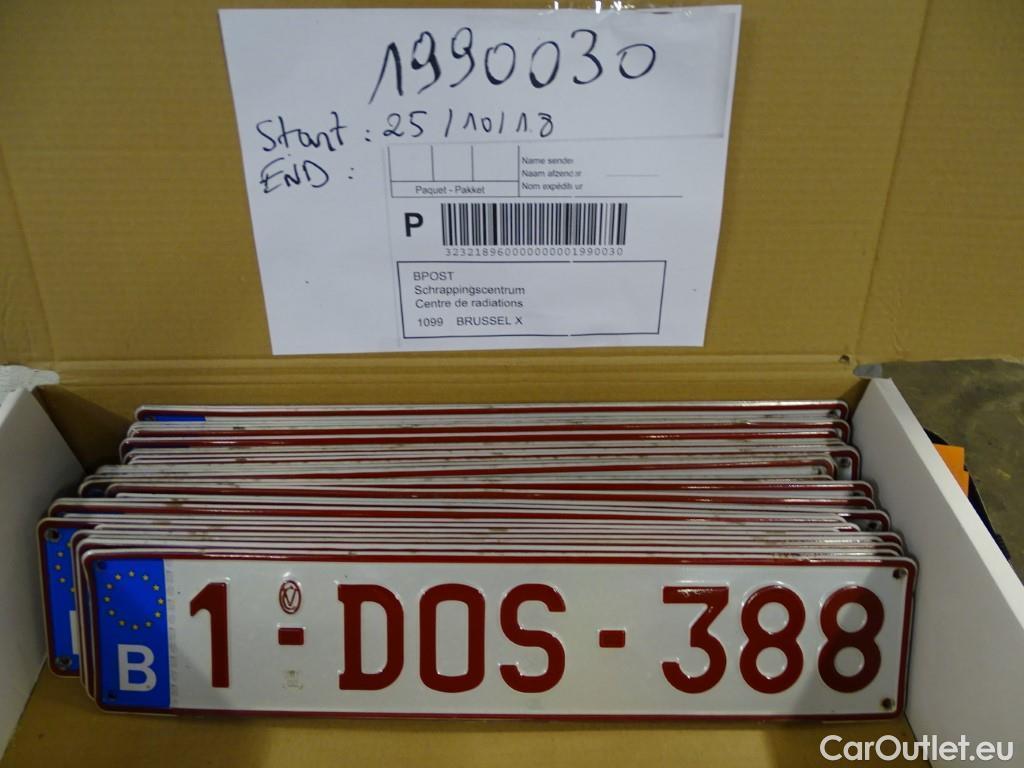 1990030
Start: 25/10/18
END:
Name sender
Naam afzender
Nom expéditeur
Paquet - Pakket
P
32321896000000001990030
BPOST
Schrappingscentrum
Centre de radiations
1099 BRUSSEL X
B 1-DOS-388
CarOutlet.eu